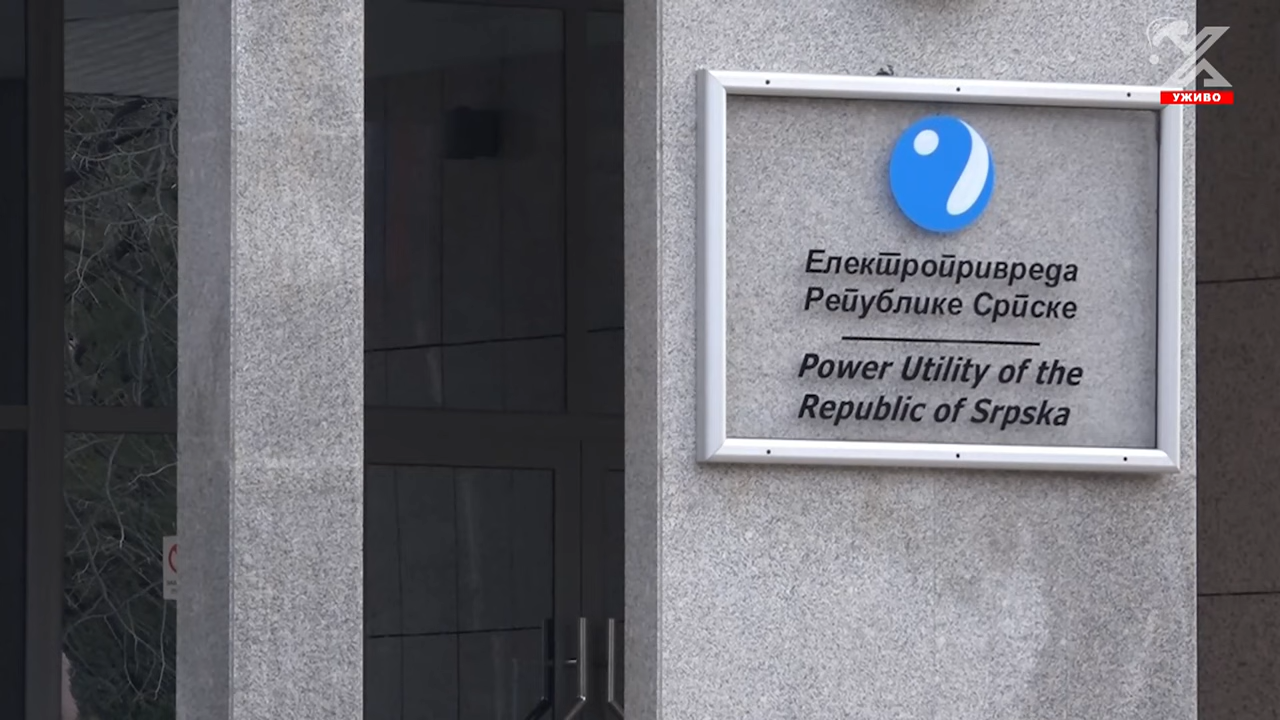 УЖИВО
Електропривреда
Републике Српске
Power Utility of the
Republic of Srpska